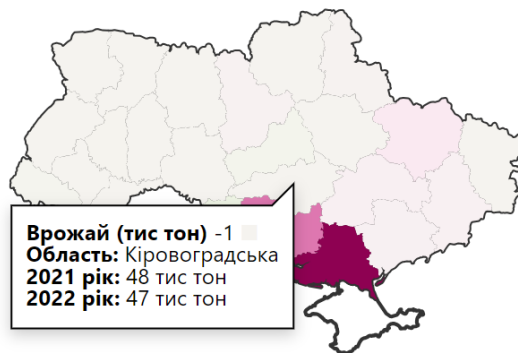 Врожай (тис тон) -1
Область: Кіровоградська
2021 рік: 48 тис тон
2022 рік: 47 тис тон